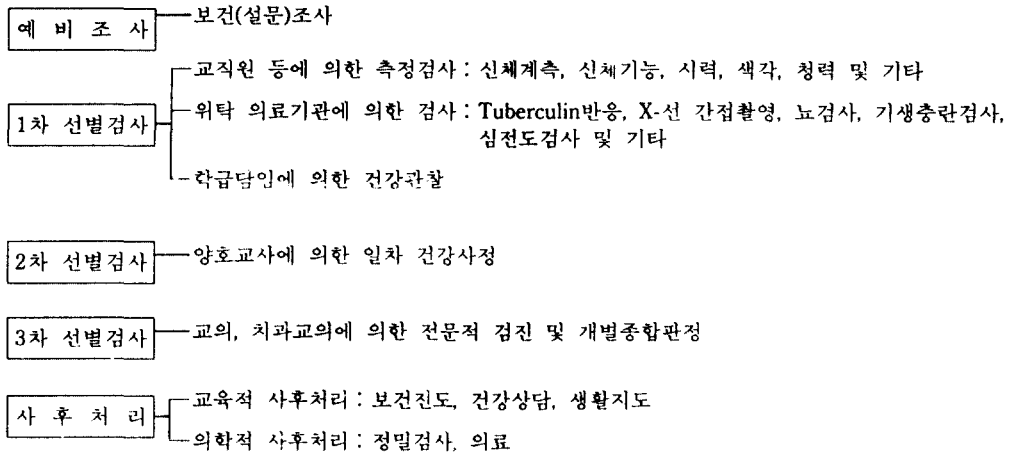 예 비 조 사 보건(설문)조사
교직원 등에 의한 측정검사 : 신체계측, 신체기능, 시력, 색각, 청력 및 기타
1차 선별검사 위탁 의료기관에 의한 검사 : Tuberculin반응, X-선 간접촬영, 뇨검사, 기생충란검사,
심전도검사 및 기타
학급담임에 의한 건강관찰
2차 선별검사 양호교사에 의한 일차 건강사정
3차 선별검사 교의, 치과교의에 의한 전문적 검진 및 개별종합판정
사 후 처 리 교육적 사후처리 : 보건진도, 건강상담, 생활지도
의학적 사후처리 : 정밀검사, 의료